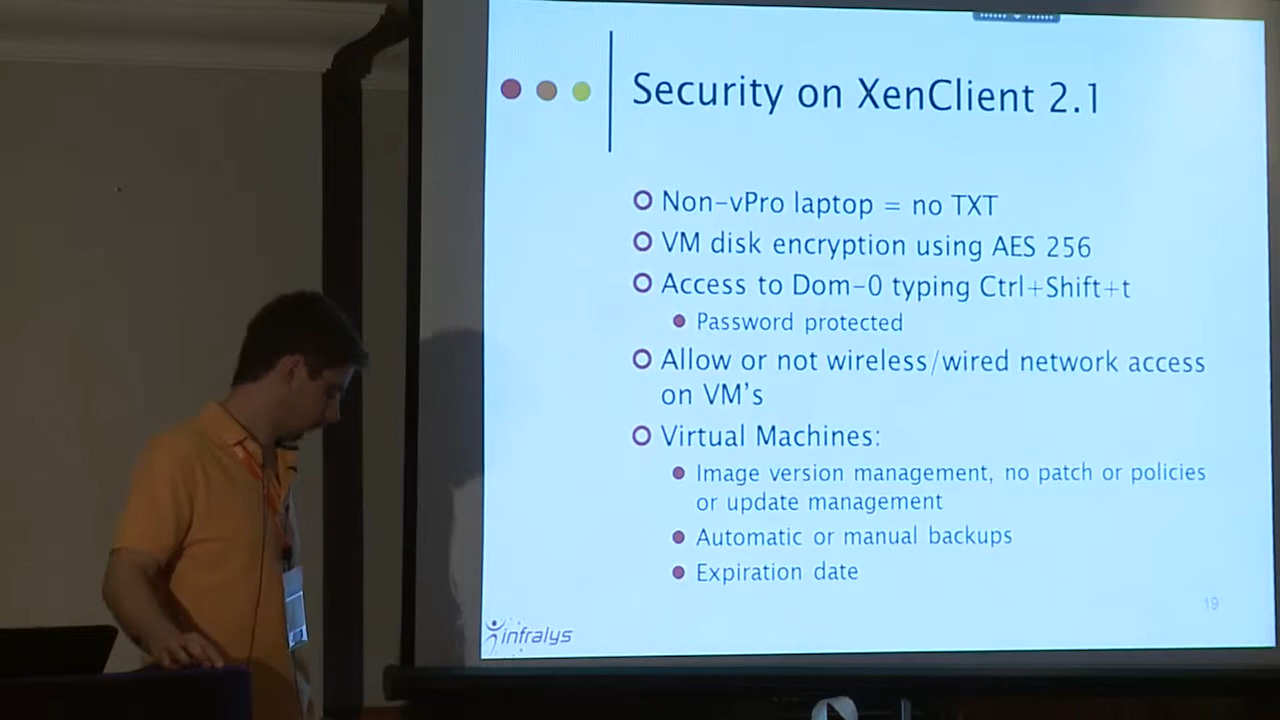 Security on XenClient 2.1
Non-vPro laptop = no TXT
VM disk encryption using AES 256
Access to Dom-0 typing Ctrl+Shift+t
Password protected
Allow or not wireless/wired network access
on VM's
Virtual Machines:
Image version management, no patch or policies
or update management
Automatic or manual backups
Expiration date
19
infralys